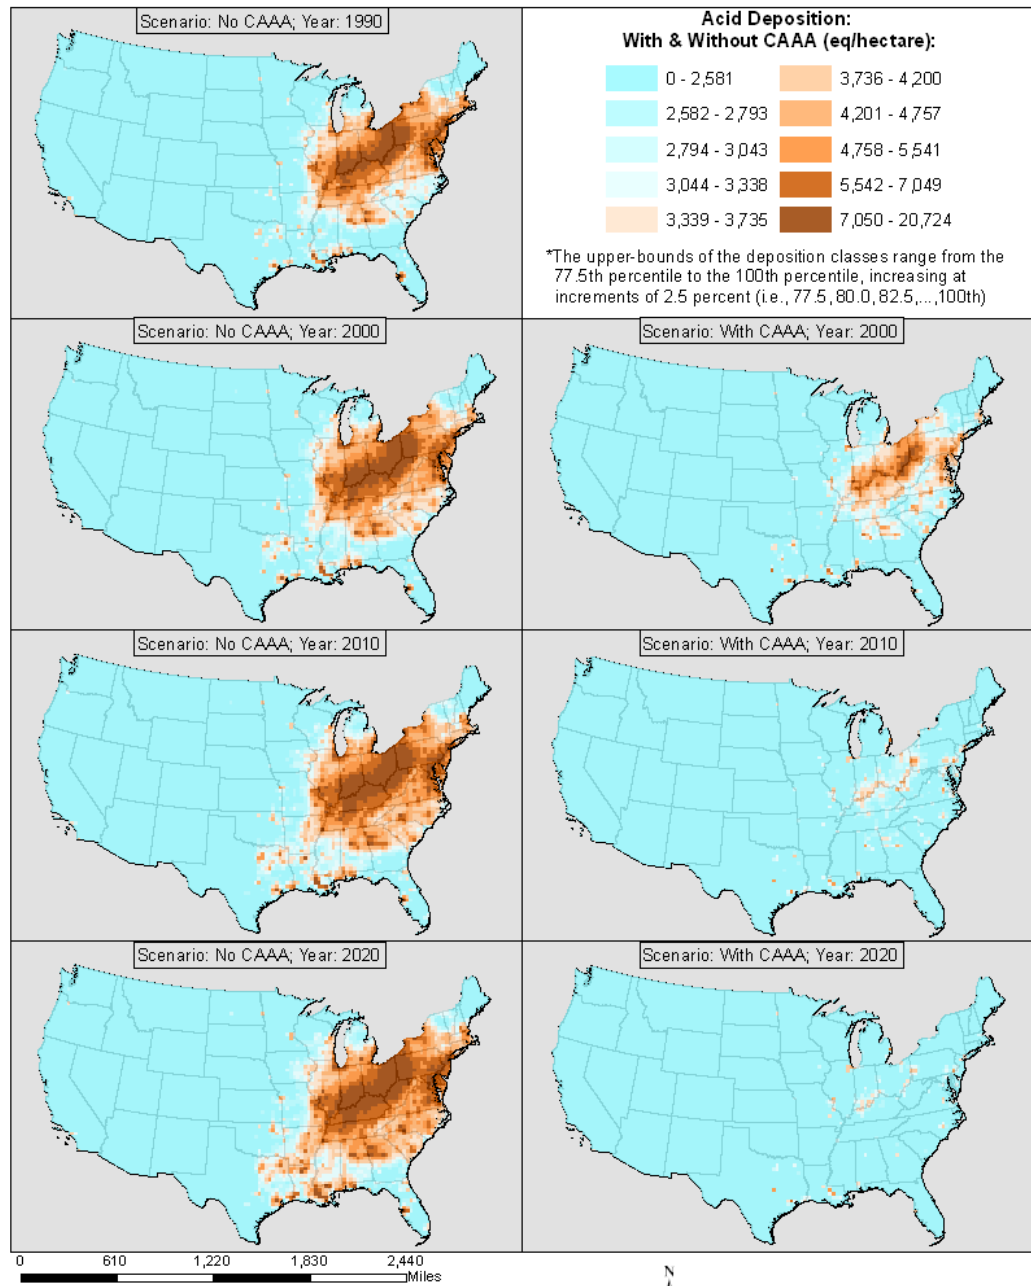 Scenario: No CAAA; Year: 1990
Acid Deposition:
With & Without CAAA (eq/hectare):
0 - 2,581
3,736 - 4,200
2,582 - 2,793
4,201 - 4,757
2,794 - 3,043
4,758 - 5,541
3,044 - 3,338
5,542 - 7,049
3,339 - 3,735
7,050 - 20,724
*The upper-bounds of the deposition classes range from the
77.5th percentile to the 100th percentile, increasing at
increments of 2.5 percent (i.e., 77.5, 80.0, 82.5,...,100th)
Scenario: No CAAA; Year: 2000
Scenario: With CAAA; Year: 2000
Scenario: No CAAA; Year: 2010
Scenario: With CAAA; Year: 2010
Scenario: No CAAA; Year: 2020
Scenario: With CAAA; Year: 2020
0 610 1,220 1,830 2,440
Miles
N